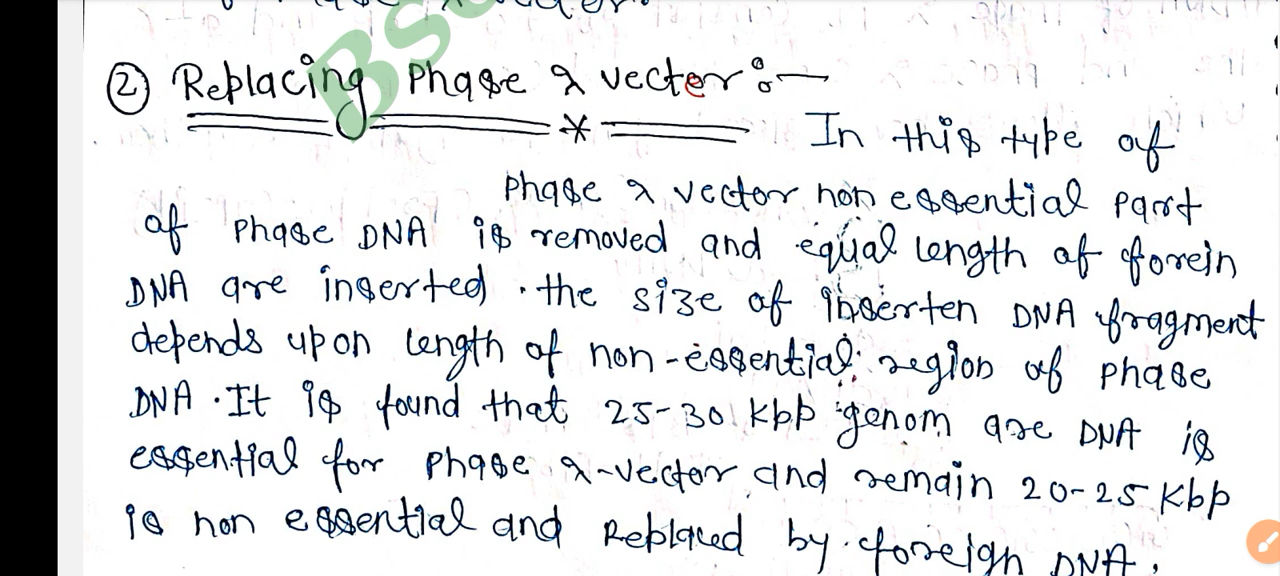 ② Replacing Phage λ vector :—
In this type of
Phage λ vector non essential part
of Phage DNA is removed and equal length of forein
DNA are inserted . the size of inserten DNA fragment
depends upon length of non-essential region of Phage
DNA . It is found that 25-30 Kbp genom are DNA is
essential for Phage λ-vector and remain 20-25 Kbp
is non essential and Replaced by foreign DNA.